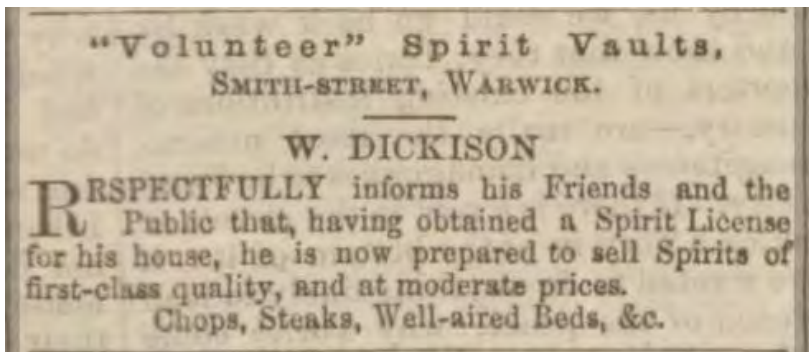 "Volunteer" Spirit Vaults,
SMITH-STREET, WARWICK.
W. DICKISON
RRSPECTFULLY informs his Friends and the
Public that, having obtained a Spirit License
for his house, he is now prepared to sell Spirits of
first-class quality, and at moderate prices.
Chops, Steaks, Well-aired Beds, &c.